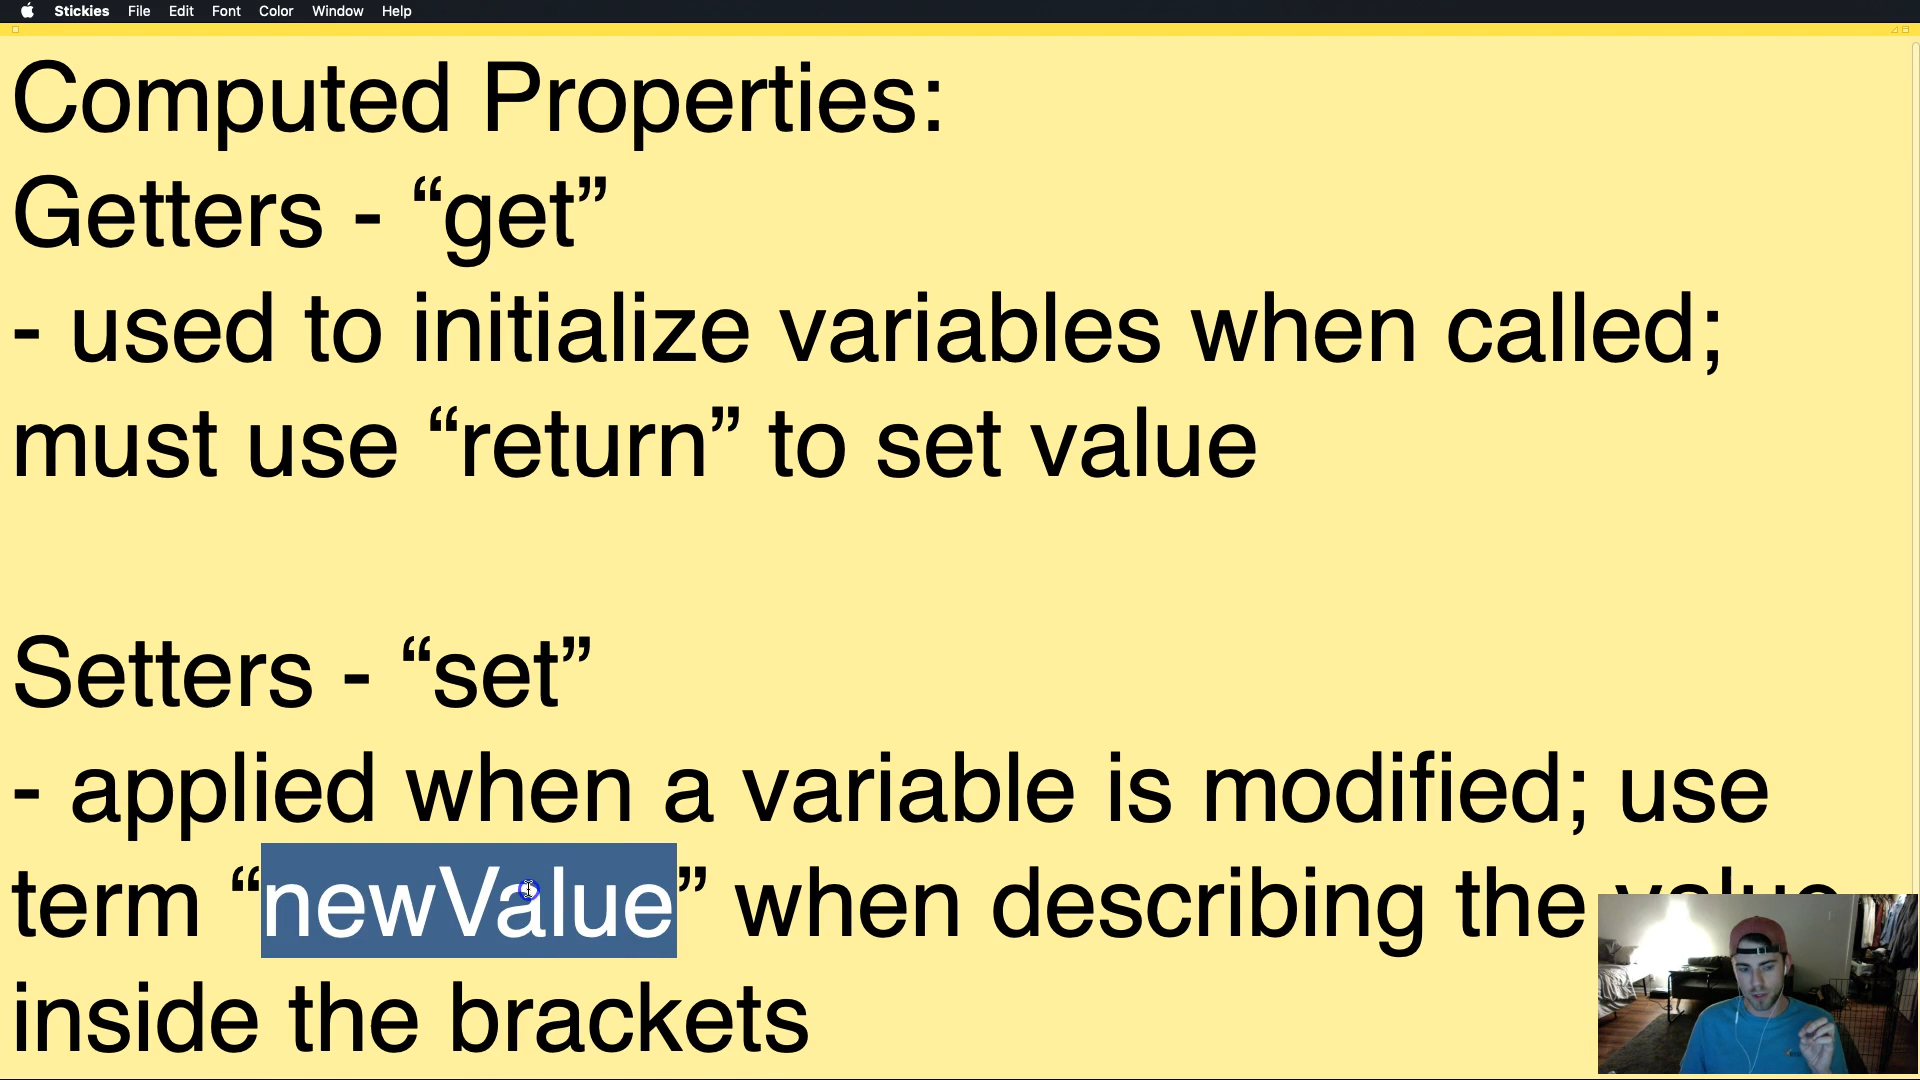 Stickies File Edit Font Color Window Help
Computed Properties:
Getters - “get”
- used to initialize variables when called;
must use “return” to set value
Setters - “set”
- applied when a variable is modified; use
term “newValue” when describing the value
inside the brackets